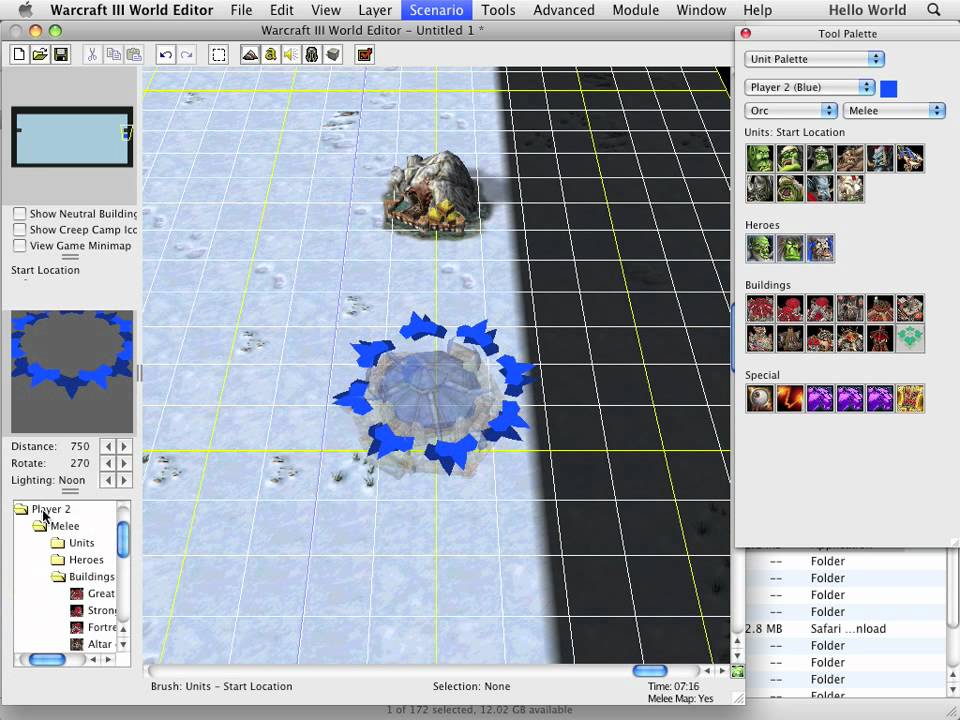 Warcraft III World Editor File Edit View Layer Scenario Tools Advanced Module Window Help Hello World
Warcraft III World Editor - Untitled 1 *
Tool Palette
Unit Palette
Player 2 (Blue)
Orc Melee
Units: Start Location
Heroes
Buildings
Special
Show Neutral Building
Show Creep Camp Ico
View Game Minimap
Start Location
Distance: 750
Rotate: 270
Lighting: Noon
Player 2
Melee
Units
Heroes
Buildings
Great
Strong
Fortre
Altar
Brush: Units - Start Location Selection: None Time: 07:16
Melee Map: Yes
-- Folder
-- Folder
-- Folder
-- Folder
2.8 MB Safari ...nload
-- Folder
-- Folder
-- Folder
-- Folder
1 of 172 selected, 12.02 GB available